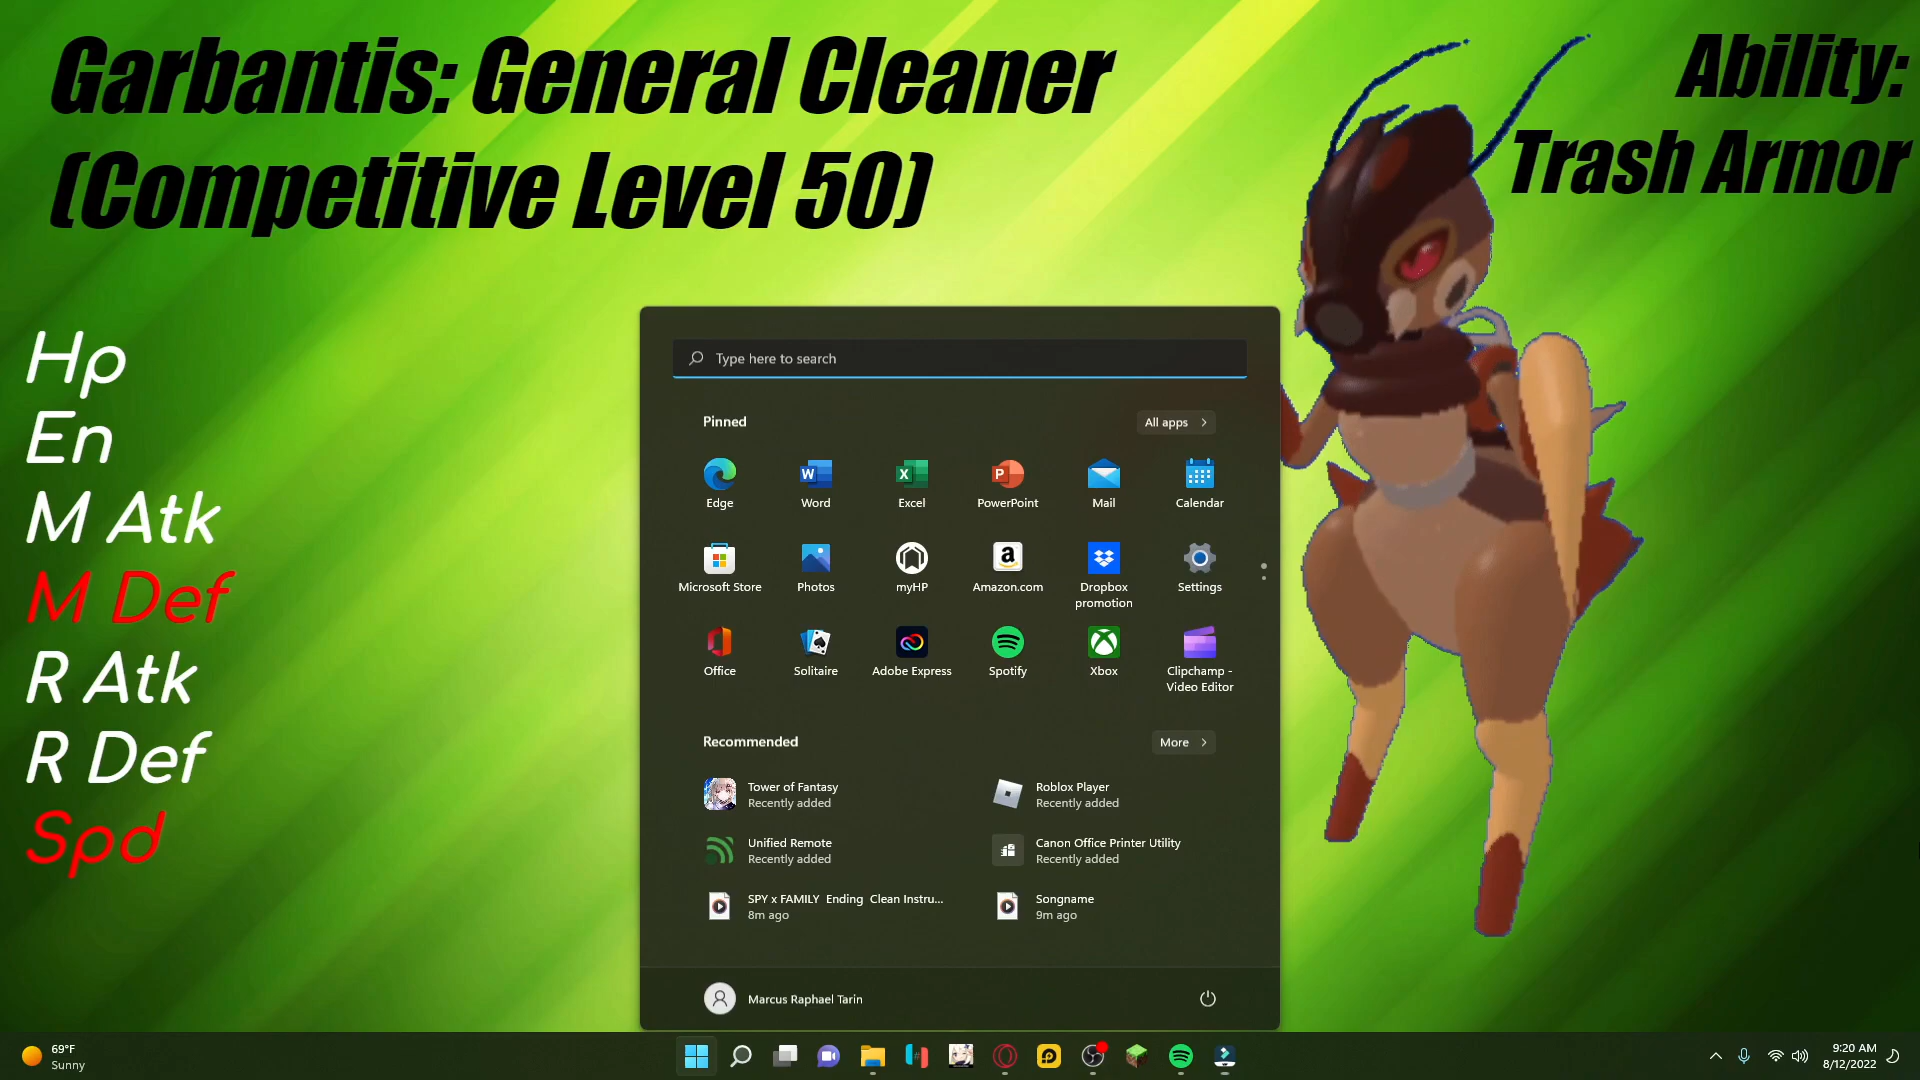 Garbantis: General Cleaner
(Competitive Level 50)
Ability:
Trash Armor
Hp
En
M Atk
M Def
R Atk
R Def
Spd
Type here to search
Pinned
All apps
Edge
Word
Excel
PowerPoint
Mail
Calendar
Microsoft Store
Photos
myHP
Amazon.com
Dropbox
promotion
Settings
Office
Solitaire
Adobe Express
Spotify
Xbox
Clipchamp -
Video Editor
Recommended
More
Tower of Fantasy
Recently added
Roblox Player
Recently added
Unified Remote
Recently added
Canon Office Printer Utility
Recently added
SPY x FAMILY Ending Clean Instru...
8m ago
Songname
9m ago
Marcus Raphael Tarin
69°F
Sunny
9:20 AM
8/12/2022